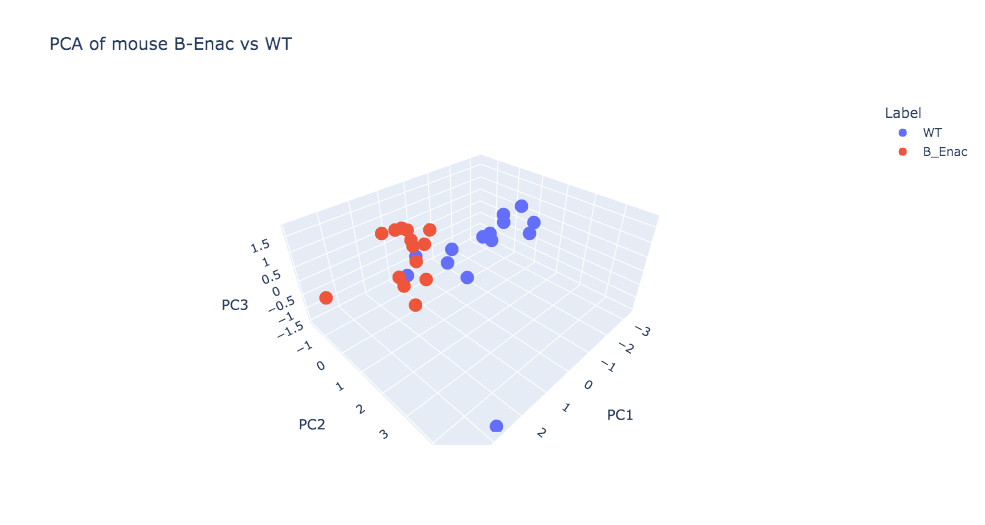 PCA of mouse B-Enac vs WT
Label
WT
B_Enac
1.5
1
0.5
0
−0.5
−1
−1.5
PC3
−1
0
1
2
3
PC2
−3
−2
−1
0
1
2
PC1